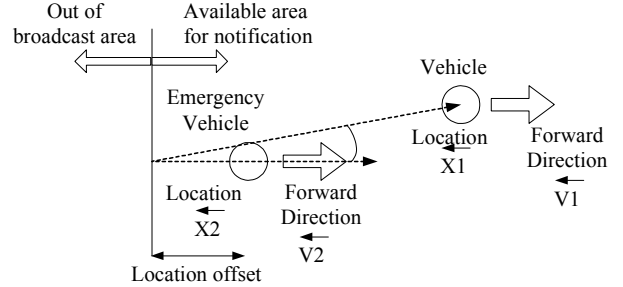 Out of
broadcast area
Available area
for notification
Vehicle
Emergency
Vehicle
Location
X1
Forward
Direction
V1
Location
X2
Forward
Direction
V2
Location offset